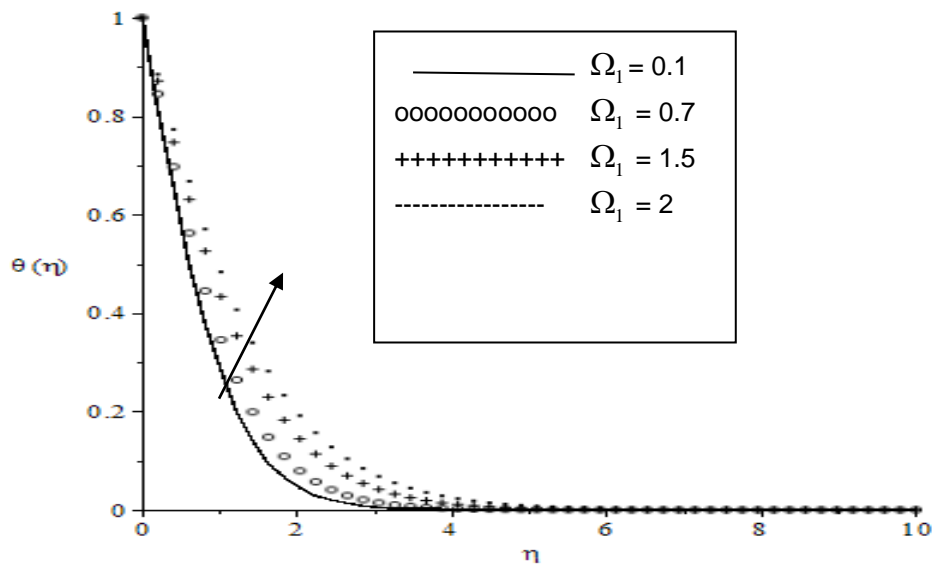 1
Ω₁ = 0.1
ooooooooooo
Ω₁ = 0.7
0.8
+++++++++++
Ω₁ = 1.5
-----------------
Ω₁ = 2
0.6
θ (η)
0.4
0.2
0
0 2 4 6 8 10
η